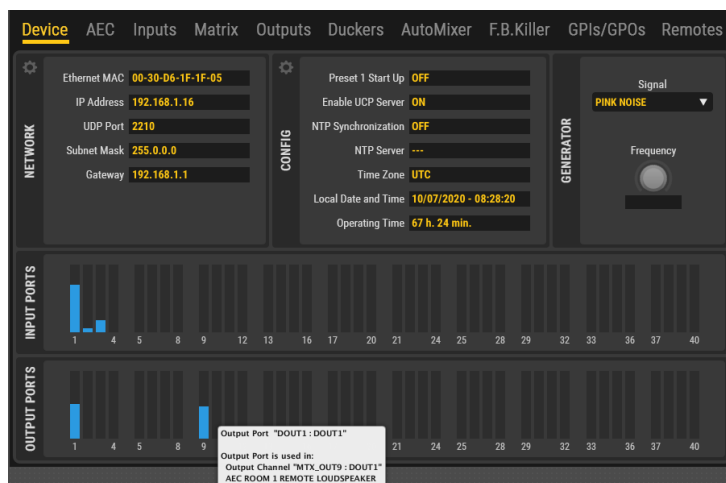 Device AEC Inputs Matrix Outputs Duckers AutoMixer F.B.Killer GPIs/GPOs Remotes
NETWORK
Ethernet MAC 00-30-D6-1F-1F-05
IP Address 192.168.1.16
UDP Port 2210
Subnet Mask 255.0.0.0
Gateway 192.168.1.1
CONFIG
Preset 1 Start Up OFF
Enable UCP Server ON
NTP Synchronization OFF
NTP Server ---
Time Zone UTC
Local Date and Time 10/07/2020 - 08:28:20
Operating Time 67 h. 24 min.
GENERATOR
Signal
PINK NOISE
Frequency
INPUT PORTS
1 4 5 8 9 12 13 16 17 20 21 24 25 28 29 32 33 36 37 40
OUTPUT PORTS
1 4 5 8 9 21 24 25 28 29 32 33 36 37 40
Output Port "DOUT1 : DOUT1"
Output Port is used in:
Output Channel "MTX_OUT9 : DOUT1"
AEC ROOM 1 REMOTE LOUDSPEAKER